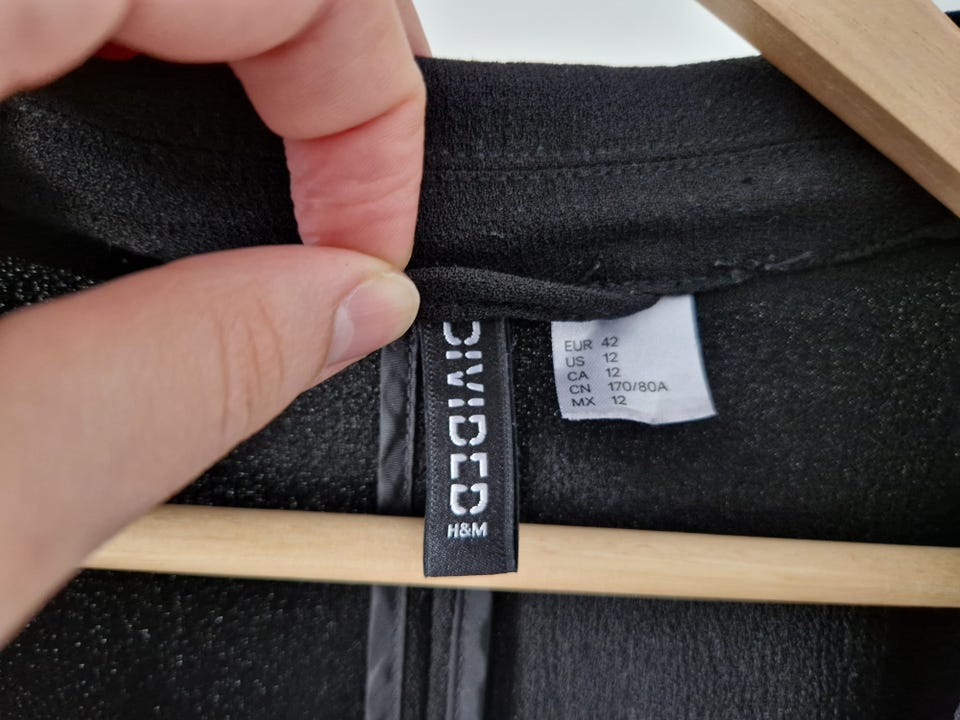 DIVIDED
H&M
EUR 42
US 12
CA 12
CN 170/80A
MX 12